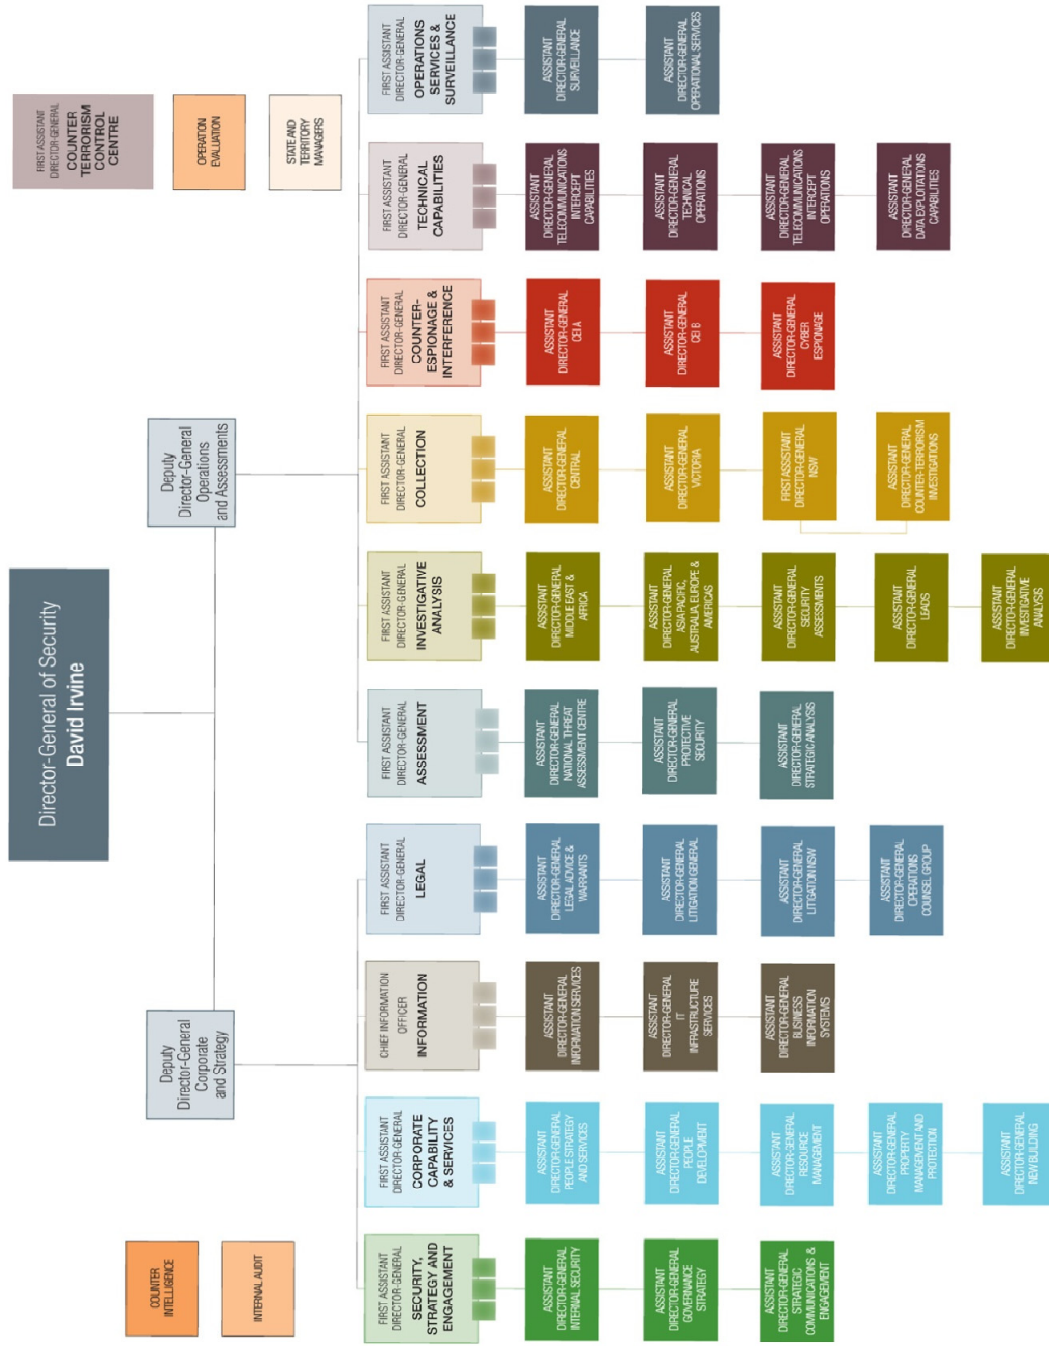 Director-General of Security
David Irvine
COUNTER
INTELLIGENCE
INTERNAL AUDIT
Deputy
Director-General
Corporate
and Strategy
Deputy
Director-General
Operations
and Assessments
FIRST ASSISTANT
DIRECTOR-GENERAL
COUNTER
TERRORISM
CONTROL
CENTRE
OPERATION
EVALUATION
STATE AND
TERRITORY
MANAGERS
FIRST ASSISTANT
DIRECTOR-GENERAL
SECURITY,
STRATEGY AND
ENGAGEMENT
ASSISTANT
DIRECTOR-GENERAL
INTERNAL SECURITY
ASSISTANT
DIRECTOR-GENERAL
GOVERNANCE
STRATEGY
ASSISTANT
DIRECTOR-GENERAL
STRATEGIC
COMMUNICATIONS &
ENGAGEMENT
FIRST ASSISTANT
DIRECTOR-GENERAL
CORPORATE
CAPABILITY
& SERVICES
ASSISTANT
DIRECTOR-GENERAL
PEOPLE STRATEGY
AND SERVICES
ASSISTANT
DIRECTOR-GENERAL
PEOPLE
DEVELOPMENT
ASSISTANT
DIRECTOR-GENERAL
RESOURCE
MANAGEMENT
ASSISTANT
DIRECTOR-GENERAL
PROPERTY
MANAGEMENT AND
PROTECTION
ASSISTANT
DIRECTOR-GENERAL
NEW BUILDING
CHIEF INFORMATION
OFFICER
INFORMATION
ASSISTANT
DIRECTOR-GENERAL
INFORMATION SERVICES
ASSISTANT
DIRECTOR-GENERAL
IT
INFRASTRUCTURE
SERVICES
ASSISTANT
DIRECTOR-GENERAL
BUSINESS
INFORMATION
SYSTEMS
FIRST ASSISTANT
DIRECTOR-GENERAL
LEGAL
ASSISTANT
DIRECTOR-GENERAL
LEGAL ADVICE &
WARRANTS
ASSISTANT
DIRECTOR-GENERAL
LITIGATION GENERAL
ASSISTANT
DIRECTOR-GENERAL
LITIGATION NSW
ASSISTANT
DIRECTOR-GENERAL
OPERATIONS
COUNSEL GROUP
FIRST ASSISTANT
DIRECTOR-GENERAL
ASSESSMENT
ASSISTANT
DIRECTOR-GENERAL
NATIONAL THREAT
ASSESSMENT CENTRE
ASSISTANT
DIRECTOR-GENERAL
PROTECTIVE
SECURITY
ASSISTANT
DIRECTOR-GENERAL
STRATEGIC ANALYSIS
FIRST ASSISTANT
DIRECTOR-GENERAL
INVESTIGATIVE
ANALYSIS
ASSISTANT
DIRECTOR-GENERAL
MIDDLE EAST &
AFRICA
ASSISTANT
DIRECTOR-GENERAL
ASIA PACIFIC,
AUSTRALIA, EUROPE &
AMERICAS
ASSISTANT
DIRECTOR-GENERAL
SECURITY
ASSESSMENTS
ASSISTANT
DIRECTOR-GENERAL
LEADS
ASSISTANT
DIRECTOR-GENERAL
INVESTIGATIVE
ANALYSIS
FIRST ASSISTANT
DIRECTOR-GENERAL
COLLECTION
ASSISTANT
DIRECTOR-GENERAL
CENTRAL
ASSISTANT
DIRECTOR-GENERAL
VICTORIA
FIRST ASSISTANT
DIRECTOR-GENERAL
NSW
ASSISTANT
DIRECTOR-GENERAL
COUNTER-TERRORISM
INVESTIGATIONS
FIRST ASSISTANT
DIRECTOR-GENERAL
COUNTER-
ESPIONAGE &
INTERFERENCE
ASSISTANT
DIRECTOR-GENERAL
CEI A
ASSISTANT
DIRECTOR-GENERAL
CEI B
ASSISTANT
DIRECTOR-GENERAL
CYBER
ESPIONAGE
FIRST ASSISTANT
DIRECTOR-GENERAL
TECHNICAL
CAPABILITIES
ASSISTANT
DIRECTOR-GENERAL
TELECOMMUNICATIONS
INTERCEPT
CAPABILITIES
ASSISTANT
DIRECTOR-GENERAL
TECHNICAL
OPERATIONS
ASSISTANT
DIRECTOR-GENERAL
TELECOMMUNICATIONS
INTERCEPT
OPERATIONS
ASSISTANT
DIRECTOR-GENERAL
DATA EXPLOITATIONS
CAPABILITIES
FIRST ASSISTANT
DIRECTOR-GENERAL
OPERATIONS
SERVICES &
SURVEILLANCE
ASSISTANT
DIRECTOR-GENERAL
SURVEILLANCE
ASSISTANT
DIRECTOR-GENERAL
OPERATIONAL SERVICES